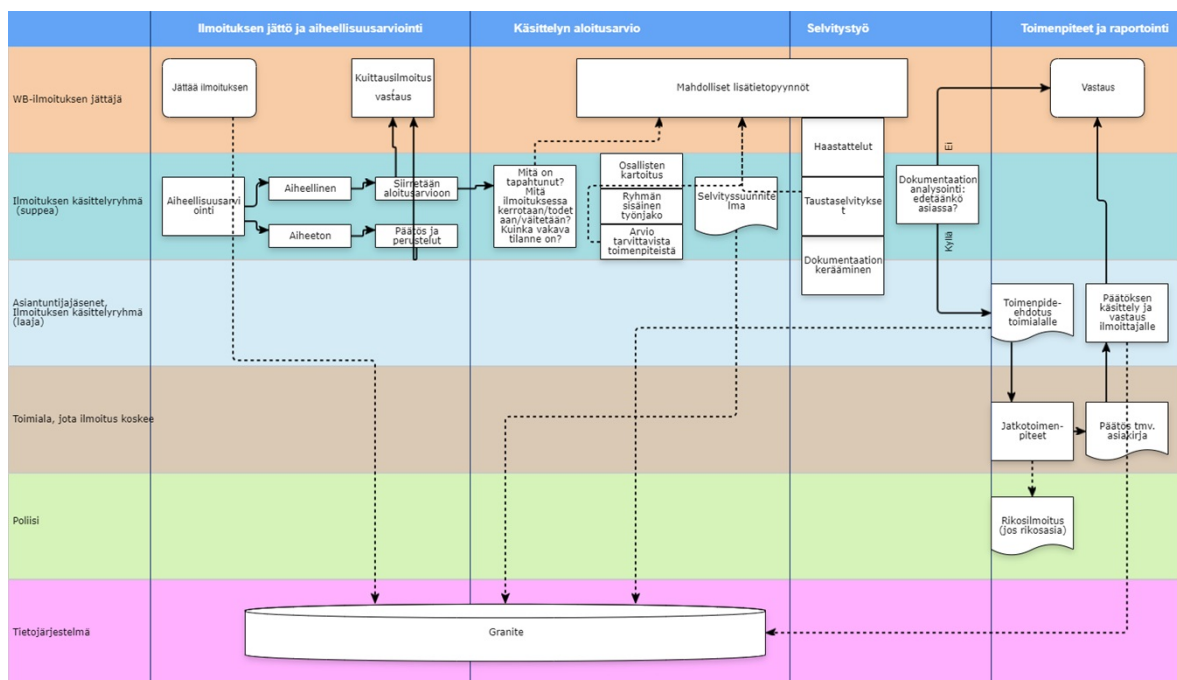 Ilmoituksen jättö ja aiheellisuusarviointi
Käsittelyn aloitusarvio
Selvitystyö
Toimenpiteet ja raportointi
WB-ilmoituksen jättäjä
Jättää ilmoituksen
Kuittausilmoitus
,
vastaus
Mahdolliset lisätietopyynnöt
Vastaus
Ilmoituksen käsittelyryhmä
(suppea)
Aiheellisuusarvi
ointi
Aiheellinen
Siirretään
aloitusarvioon
Aiheeton
Päätös ja
perustelut
Mitä on
tapahtunut?
Mitä
ilmoituksessa
kerrotaan/todet
aan/väitetään?
Kuinka vakava
tilanne on?
Osallisten
kartoitus
Ryhmän
sisäinen
työnjako
Arvio
tarvittavista
toimenpiteistä
Selvityssuunnite
lma
Haastattelut
Taustaselvitykse
t
Dokumentaation
kerääminen
Dokumentaation
analysointi:
edetäänkö
asiassa?
Ei
Kyllä
Asiantuntijajäsenet,
Ilmoituksen käsittelyryhmä
(laaja)
Toimenpide-
ehdotus
toimialalle
Päätöksen
käsittely ja
vastaus
ilmoittajalle
Toimiala, jota ilmoitus koskee
Jatkotoimen-
piteet
Päätös tmv.
asiakirja
Poliisi
Rikosilmoitus
(jos rikosasia)
Tietojärjestelmä
Granite